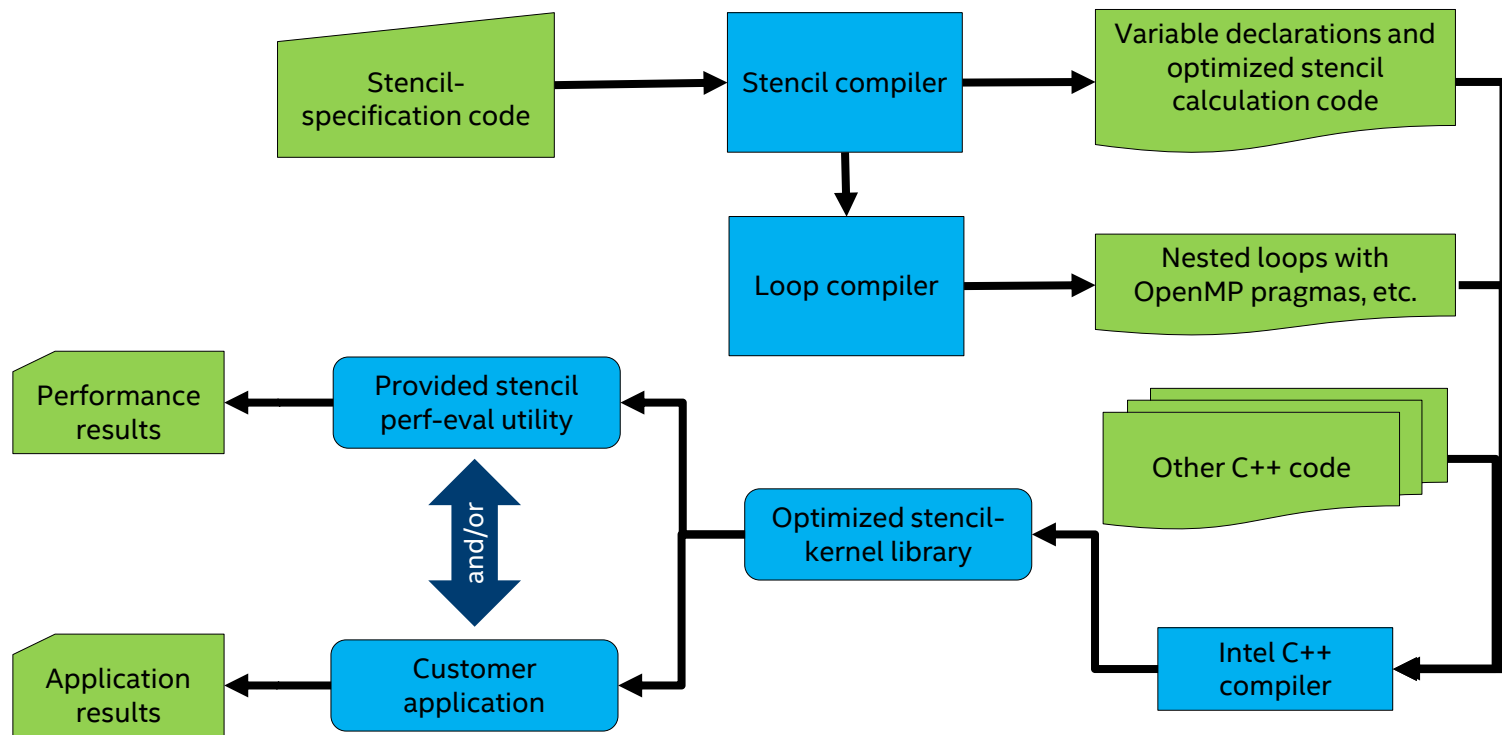 Stencil-
specification code
Stencil compiler
Variable declarations and
optimized stencil
calculation code
Loop compiler
Nested loops with
OpenMP pragmas, etc.
Performance
results
Provided stencil
perf-eval utility
Other C++ code
and/or
Optimized stencil-
kernel library
Application
results
Customer
application
Intel C++
compiler